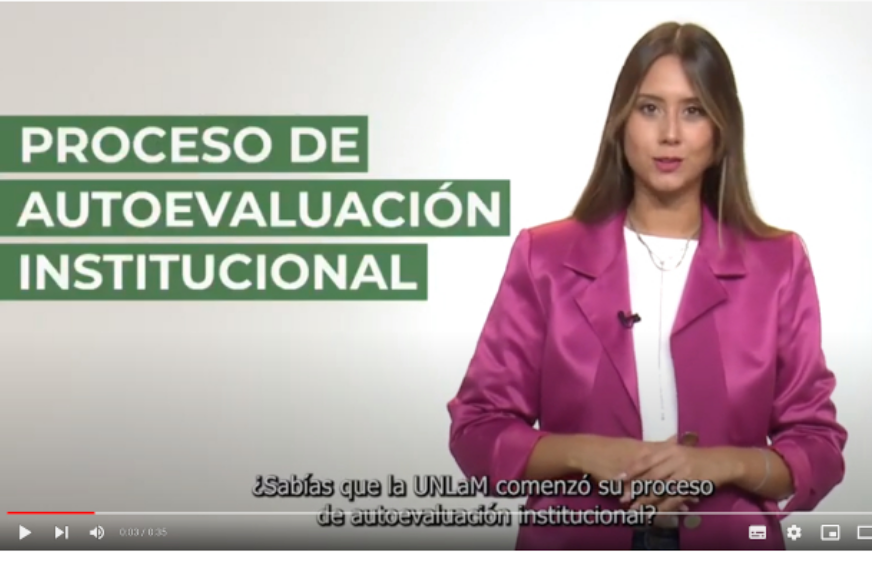 PROCESO DE
AUTOEVALUACIÓN
INSTITUCIONAL
¿Sabías que la UNLaM comenzó su proceso
de autoevaluación institucional?
0:03 / 0:35